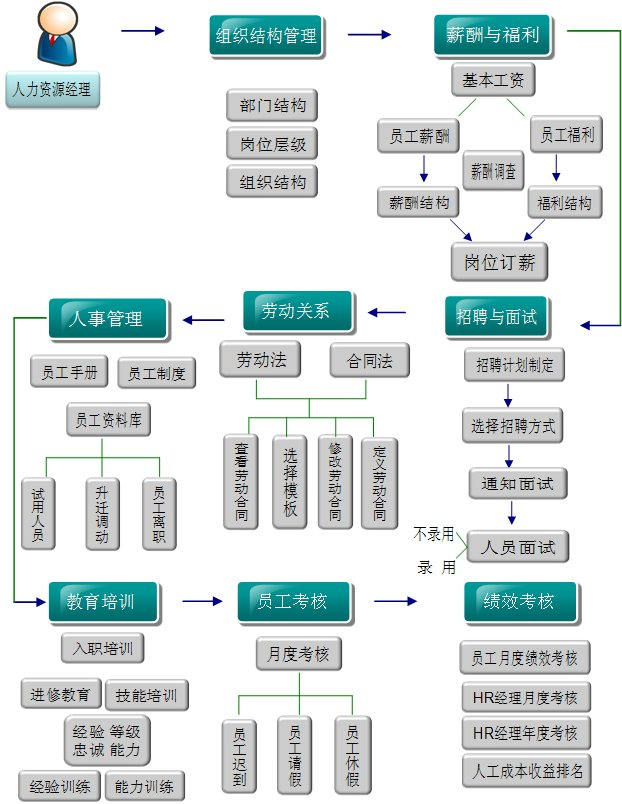 人力资源经理
组织结构管理
部门结构
岗位层级
组织结构
薪酬与福利
基本工资
员工薪酬
员工福利
薪酬调查
薪酬结构
福利结构
岗位订薪
招聘与面试
招聘计划制定
选择招聘方式
通知面试
人员面试
不录用
录 用
劳动关系
劳动法
合同法
查看劳动合同
选择模板
修改劳动合同
定义劳动合同
人事管理
员工手册
员工制度
员工资料库
试用人员
升迁调动
员工离职
教育培训
入职培训
进修教育
技能培训
经验 等级
忠诚 能力
经验训练
能力训练
员工考核
月度考核
员工迟到
员工请假
员工休假
绩效考核
员工月度绩效考核
HR经理月度考核
HR经理年度考核
人工成本收益排名